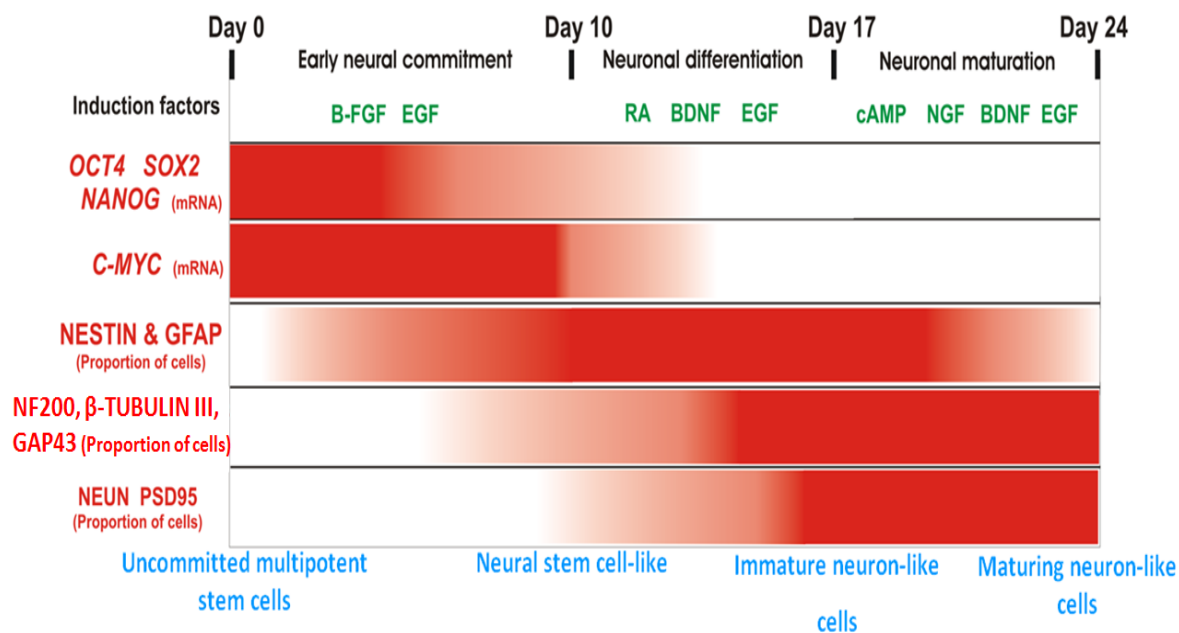 Day 0 Day 10 Day 17 Day 24
Early neural commitment Neuronal differentiation Neuronal maturation
Induction factors B-FGF EGF RA BDNF EGF cAMP NGF BDNF EGF
OCT4 SOX2
NANOG (mRNA)
C-MYC (mRNA)
NESTIN & GFAP
(Proportion of cells)
NF200, β-TUBULIN III,
GAP43 (Proportion of cells)
NEUN PSD95
(Proportion of cells)
Uncommitted multipotent
stem cells
Neural stem cell-like
Immature neuron-like
cells
Maturing neuron-like
cells